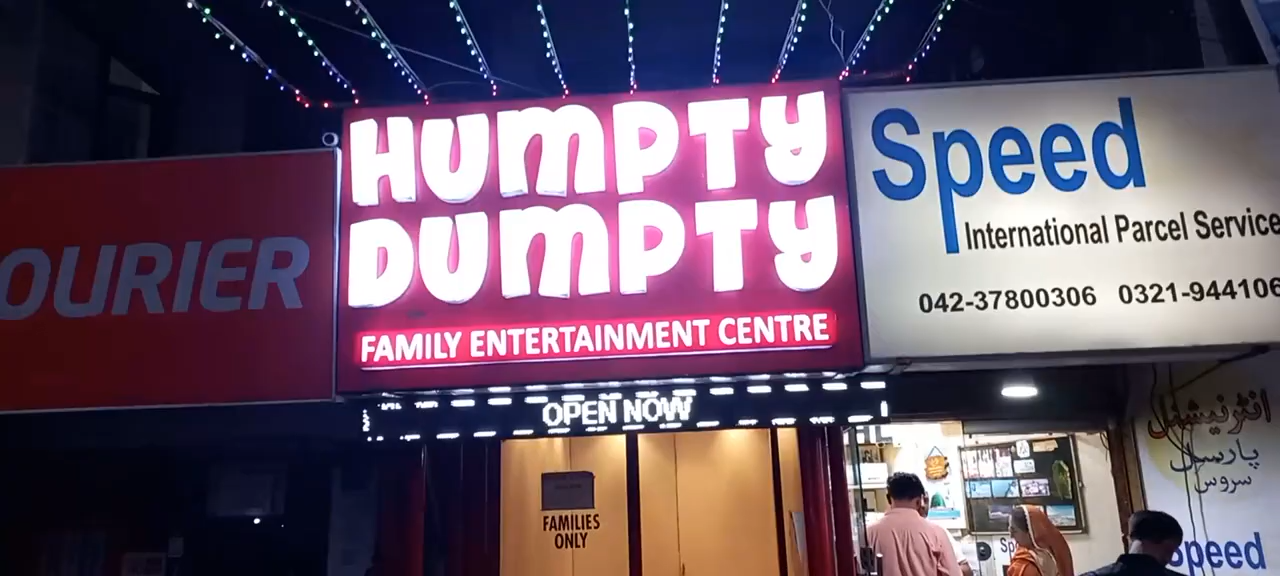 OURIER
HUMPTY
DUMPTY
FAMILY ENTERTAINMENT CENTRE
OPEN NOW
FAMILIES
ONLY
Speed
International Parcel Service
042-37800306 0321-944106
انٹرنیشنل
پارسل
سروس
Speed